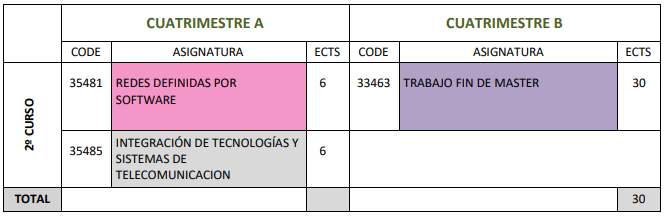 CUATRIMESTRE A CUATRIMESTRE B
CODE ASIGNATURA ECTS CODE ASIGNATURA ECTS
2º CURSO
35481 REDES DEFINIDAS POR 6 33463 TRABAJO FIN DE MASTER 30
SOFTWARE
35485 INTEGRACIÓN DE TECNOLOGÍAS Y 6
SISTEMAS DE
TELECOMUNICACION
TOTAL 30